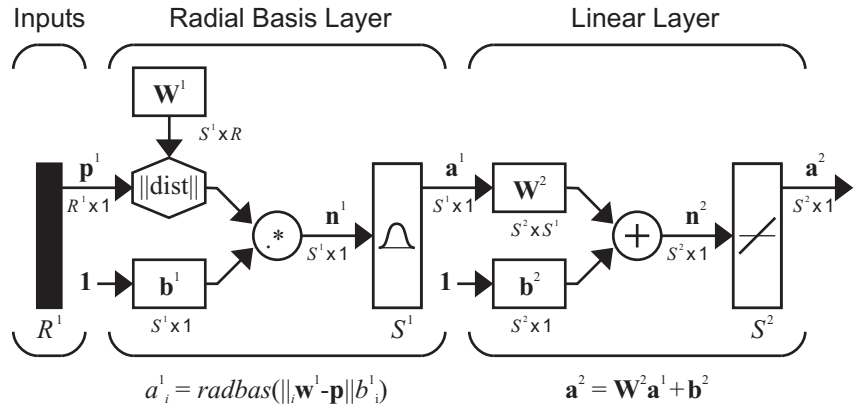 Inputs
Radial Basis Layer
Linear Layer
W¹
S¹ x R
p¹
R¹ x 1
||dist||
1
b¹
S¹ x 1
R¹
.*
n¹
S¹ x 1
S¹
a¹
S¹ x 1
W²
S² x S¹
1
b²
S² x 1
+
n²
S² x 1
S²
a²
S² x 1
a¹ᵢ = radbas(||ᵢw¹-p||b¹ᵢ)
a² = W²a¹+b²